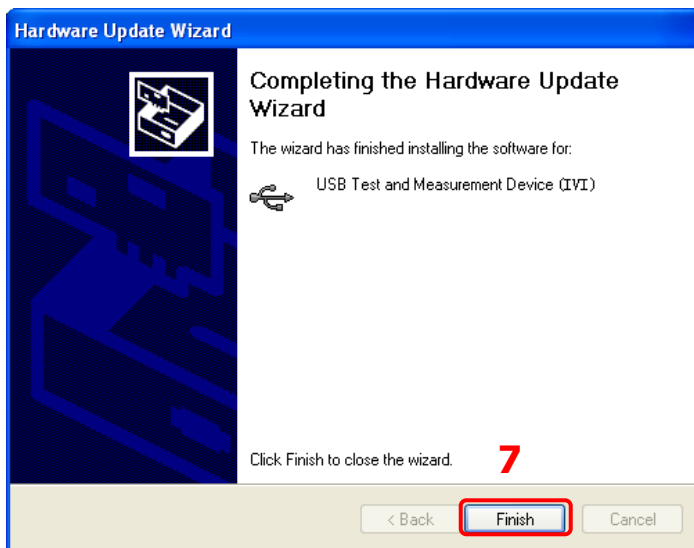 Hardware Update Wizard
Completing the Hardware Update
Wizard
The wizard has finished installing the software for:
USB Test and Measurement Device (IVI)
Click Finish to close the wizard.
7
< Back
Finish
Cancel